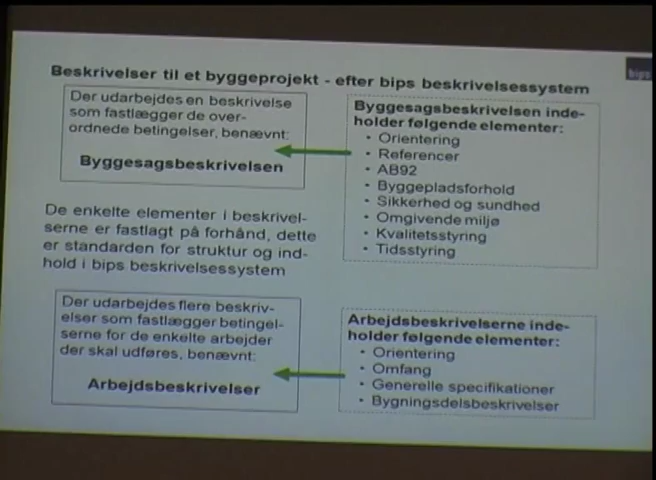 bips
Beskrivelser til et byggeprojekt - efter bips beskrivelsessystem
Der udarbejdes en beskrivelse
som fastlægger de over-
ordnede betingelser, benævnt:
Byggesagsbeskrivelsen
Byggesagsbeskrivelsen inde-
holder følgende elementer:
• Orientering
• Referencer
• AB92
• Byggepladsforhold
• Sikkerhed og sundhed
• Omgivende miljø
• Kvalitetsstyring
• Tidsstyring
De enkelte elementer i beskrivel-
serne er fastlagt på forhånd, dette
er standarden for struktur og ind-
hold i bips beskrivelsessystem
Der udarbejdes flere beskriv-
elser som fastlægger betingel-
serne for de enkelte arbejder
der skal udføres, benævnt:
Arbejdsbeskrivelser
Arbejdsbeskrivelserne inde-
holder følgende elementer:
• Orientering
• Omfang
• Generelle specifikationer
• Bygningsdelsbeskrivelser